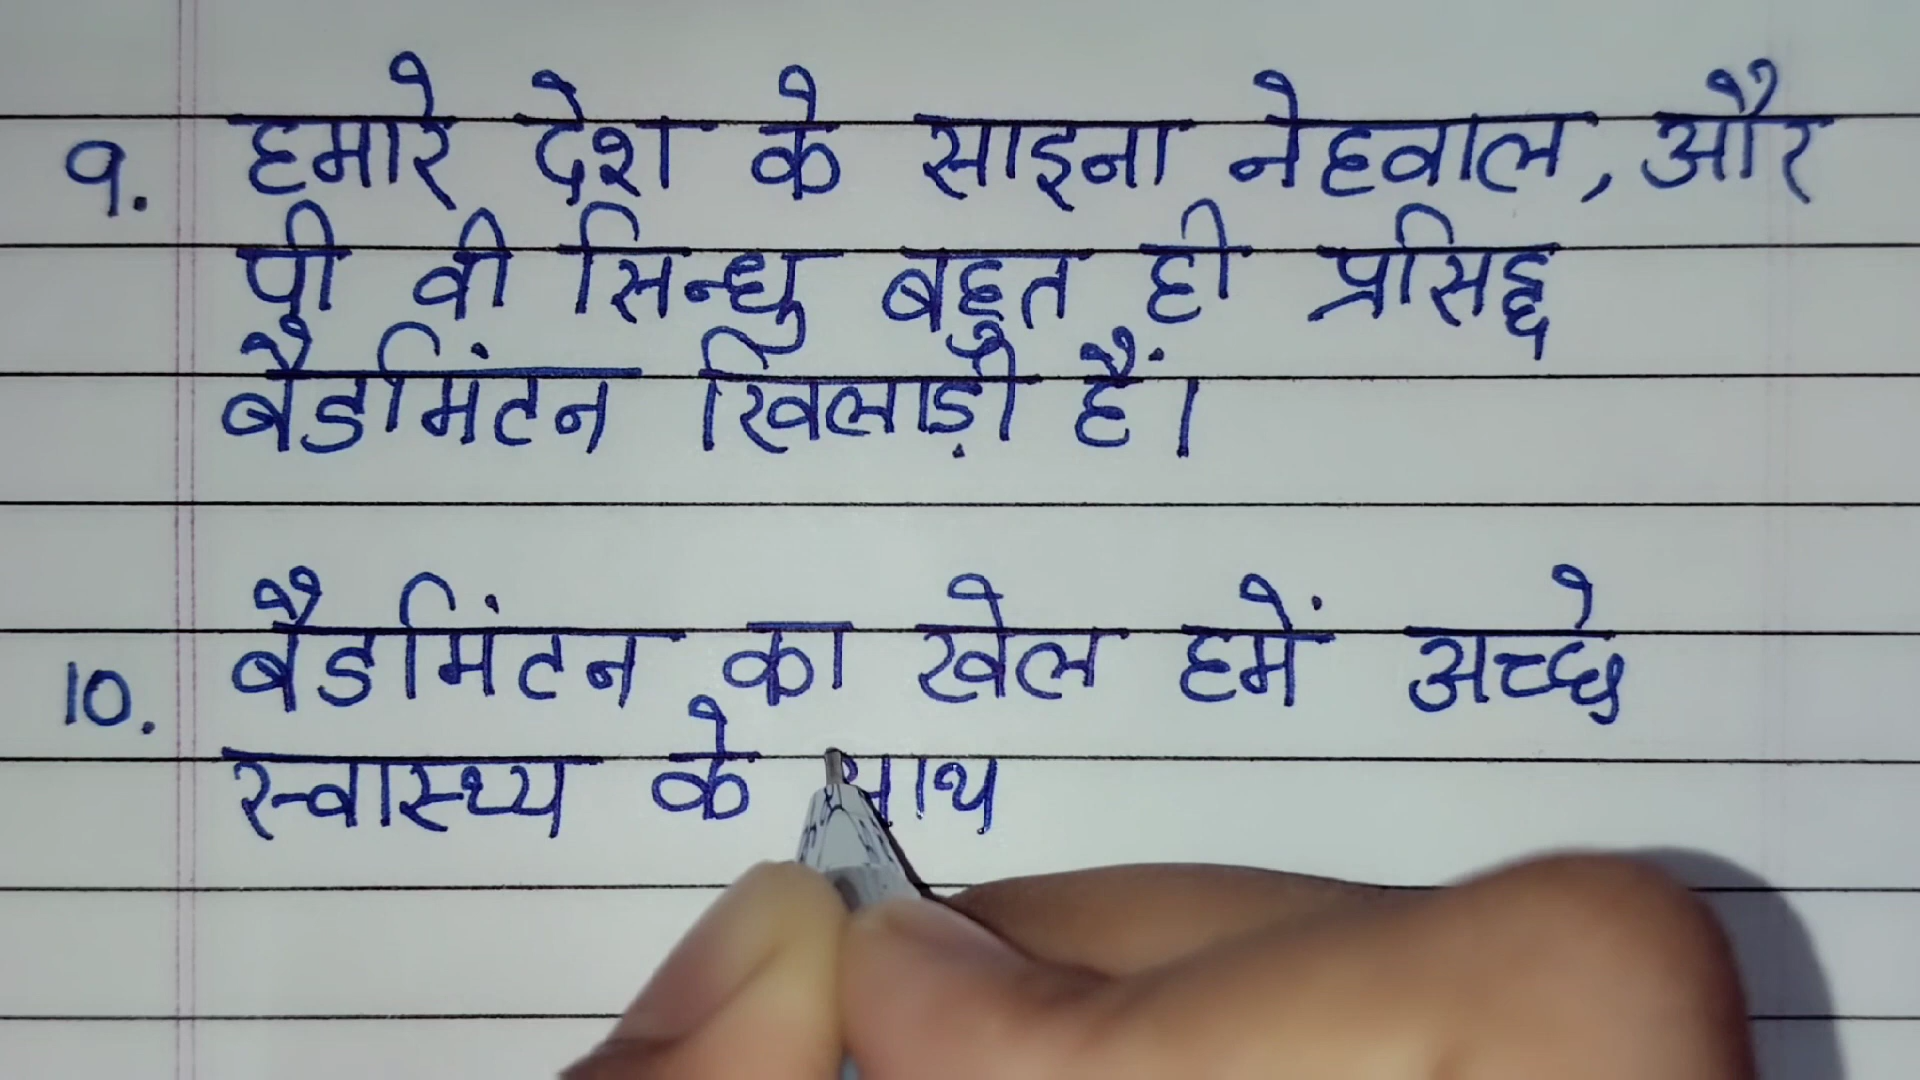 9. हमारे देश के साइना नेहवाल, और
पी वी सिन्धु बहुत ही प्रसिद्ध
बैडमिंटन खिलाड़ी हैं।
10. बैडमिंटन का खेल हमें अच्छे
स्वास्थ्य के साथ